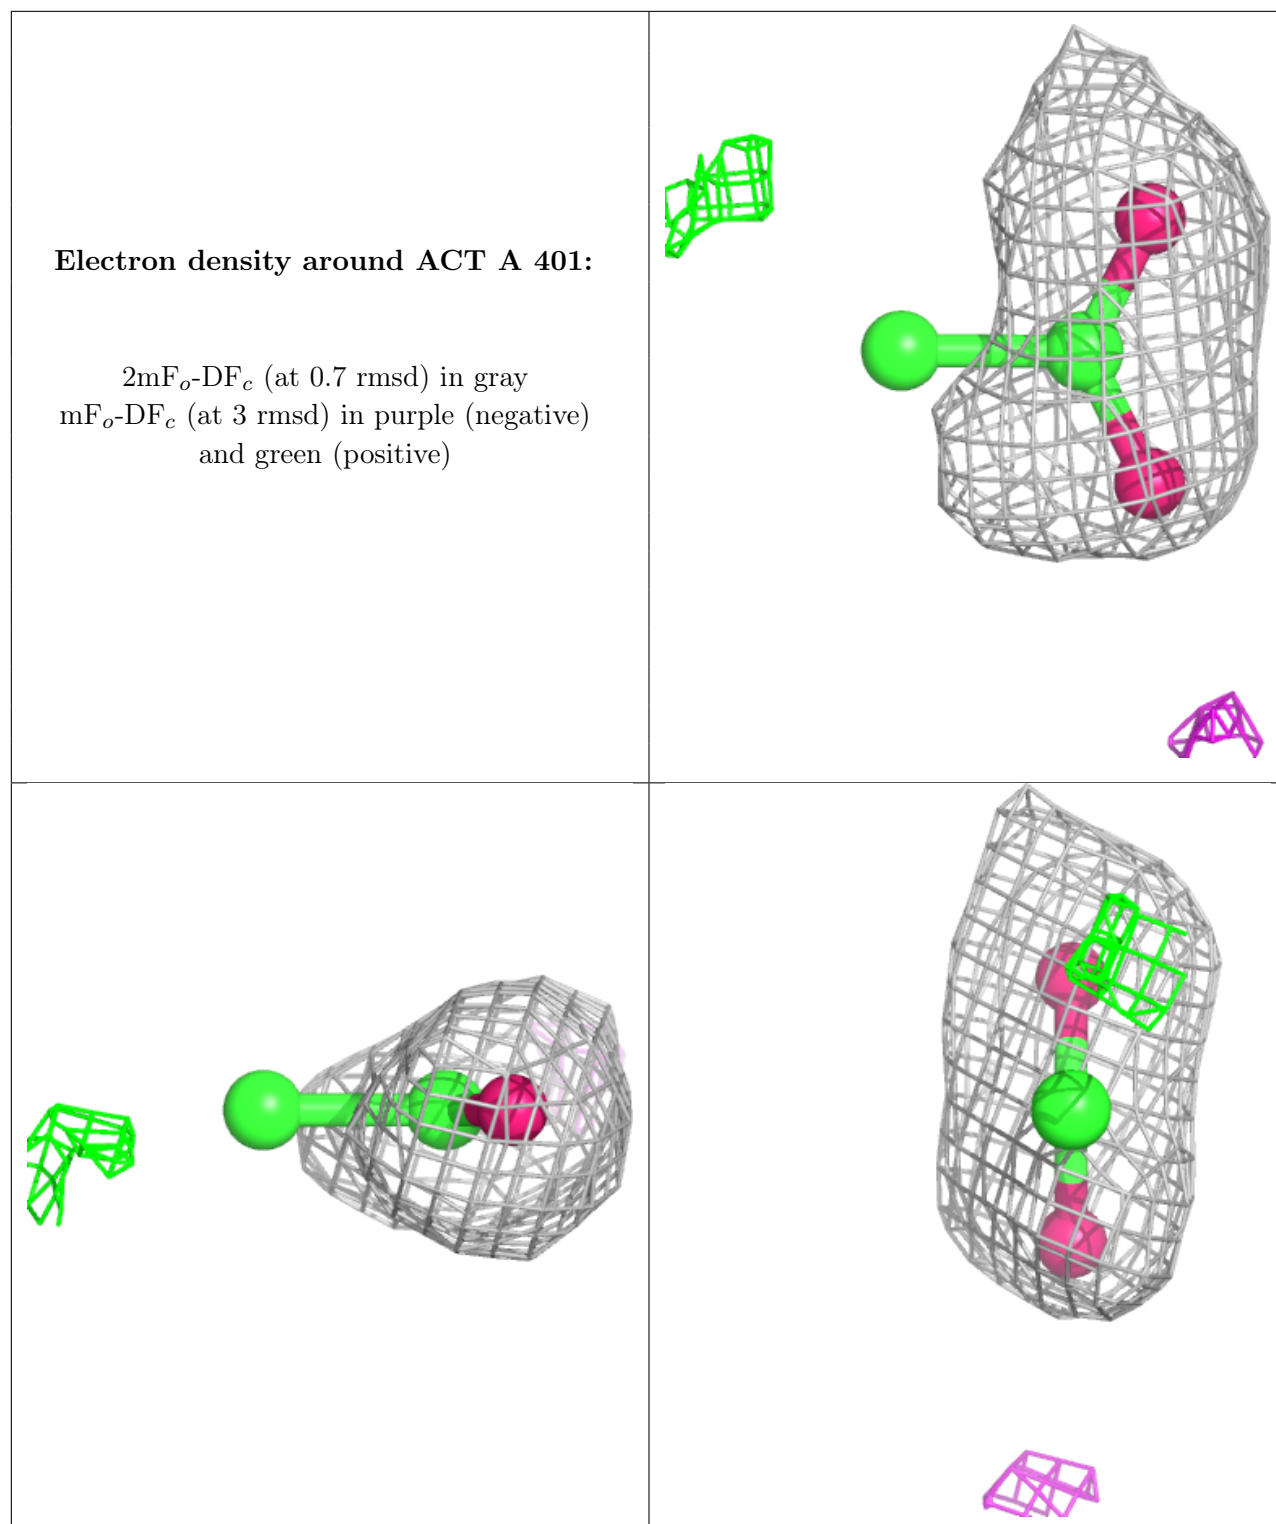 Electron density around ACT A 401:
2mFₒ-DF𝒸 (at 0.7 rmsd) in gray
mFₒ-DF𝒸 (at 3 rmsd) in purple (negative)
and green (positive)